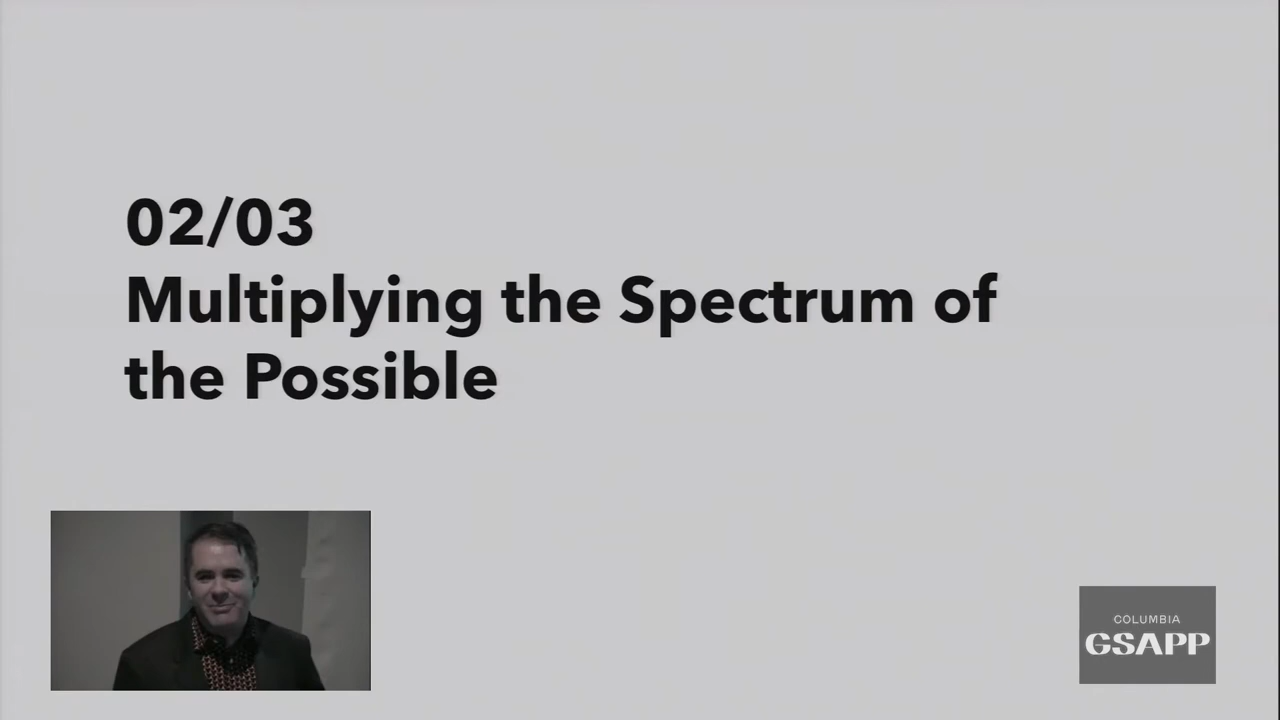 02/03
Multiplying the Spectrum of
the Possible
COLUMBIA
GSAPP